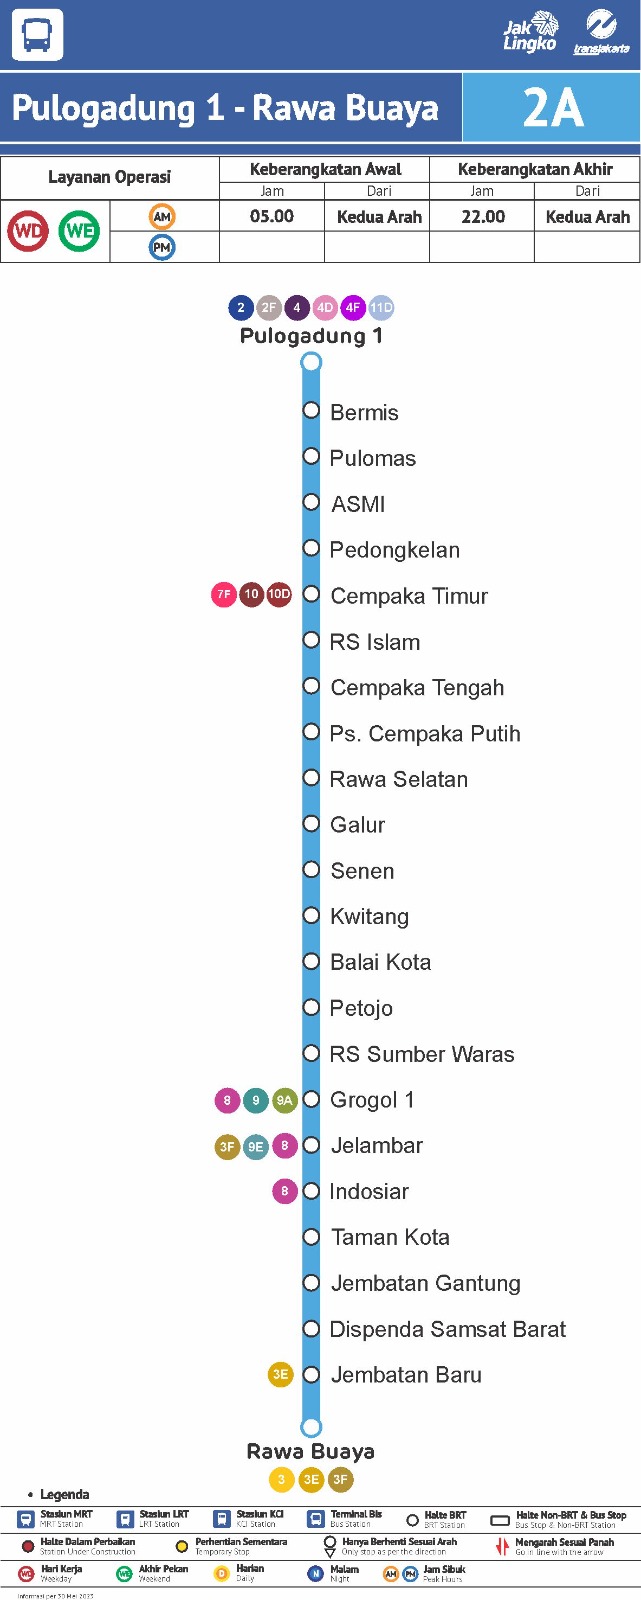 Jak
Lingko
transjakarta
Pulogadung 1 - Rawa Buaya
2A
Layanan Operasi
Keberangkatan Awal
Keberangkatan Akhir
Jam
Dari
Jam
Dari
WD
WE
AM
05.00
Kedua Arah
22.00
Kedua Arah
PM
2 2F 4 4D 4F 11D
Pulogadung 1
Bermis
Pulomas
ASMI
Pedongkelan
7F 10 10D Cempaka Timur
RS Islam
Cempaka Tengah
Ps. Cempaka Putih
Rawa Selatan
Galur
Senen
Kwitang
Balai Kota
Petojo
RS Sumber Waras
8 9 9A Grogol 1
3F 9E 8 Jelambar
8 Indosiar
Taman Kota
Jembatan Gantung
Dispenda Samsat Barat
3E Jembatan Baru
Rawa Buaya
3 3E 3F
• Legenda
Stasiun MRT
MRT Station
Stasiun LRT
LRT Station
Stasiun KCI
KCI Station
Terminal Bis
Bus Station
Halte BRT
BRT Station
Halte Non-BRT & Bus Stop
Bus Stop & Non-BRT Station
Halte Dalam Perbaikan
Station Under Construction
Perhentian Sementara
Temporary Stop
Hanya Berhenti Sesuai Arah
Only stop as per the direction
Mengarah Sesuai Panah
Go in line with the arrow
WD Hari Kerja
Weekday
WE Akhir Pekan
Weekend
D Harian
Daily
N Malam
Night
AM PM Jam Sibuk
Peak Hours
Informasi per 30 Mei 2023